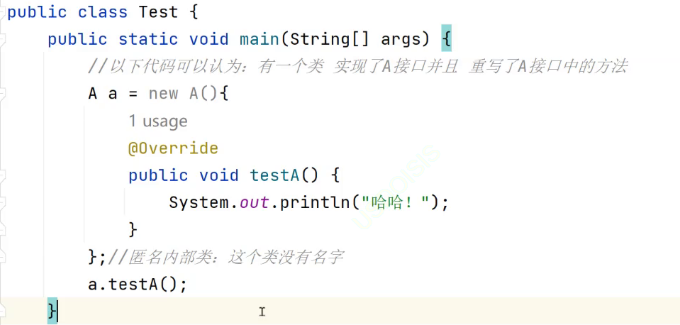 public class Test {
public static void main(String[] args) {
//以下代码可以认为：有一个类 实现了A接口并且 重写了A接口中的方法
A a = new A(){
1 usage
@Override
public void testA() {
System.out.println("哈哈！");
}
};//匿名内部类：这个类没有名字
a.testA();
}